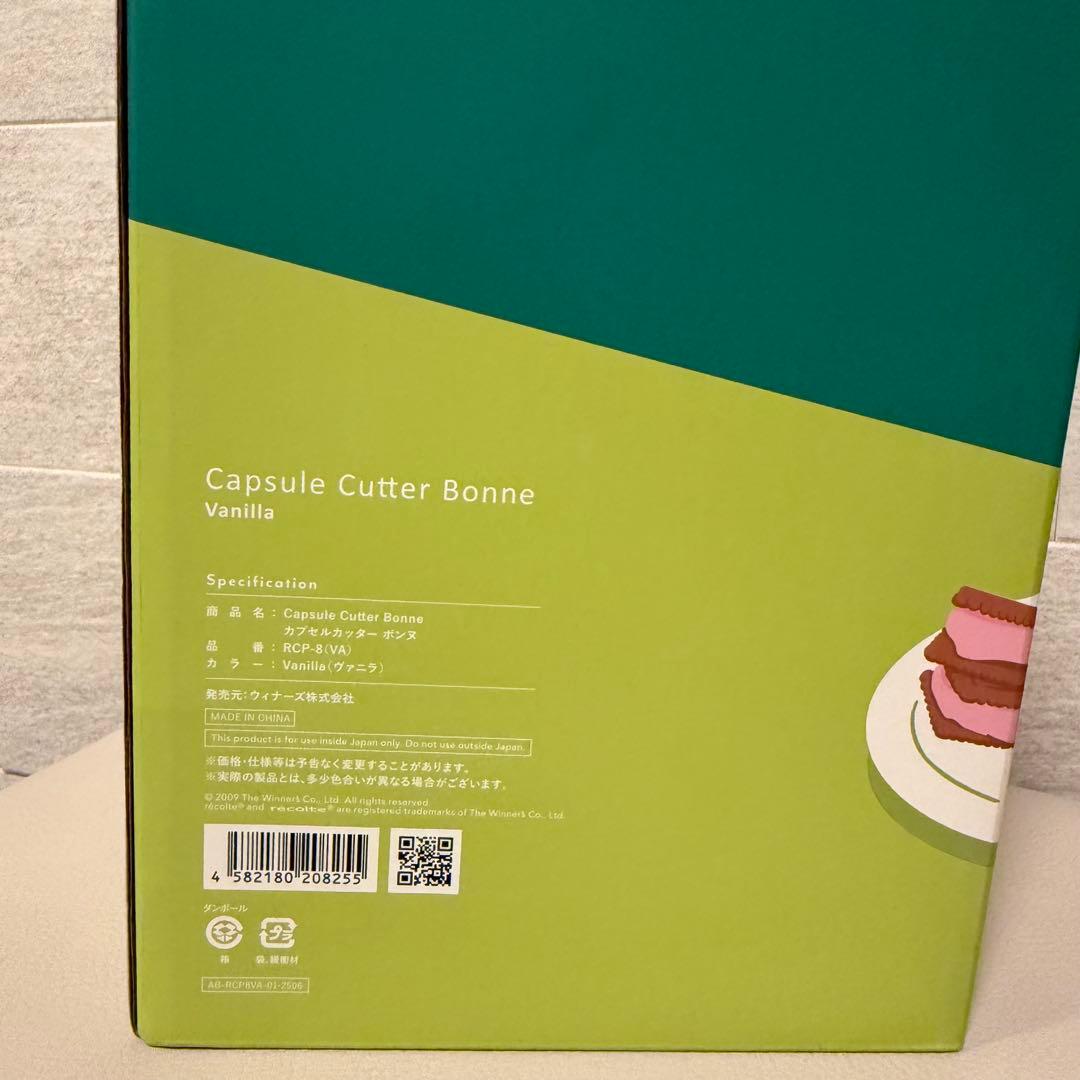 Capsule Cutter Bonne
Vanilla
Specification
商品名：Capsule Cutter Bonne
カプセルカッター ボンヌ
品番：RCP-8(VA)
カラー：Vanilla(ヴァニラ)
発売元：ウィナーズ株式会社
MADE IN CHINA
This product is for use inside Japan only. Do not use outside Japan.
※価格・仕様等は予告なく変更することがあります。
※実際の製品とは、多少色合いが異なる場合がございます。
© 2009 The Winners Co., Ltd. All rights reserved
récolte® and récolte® are registered trademarks of The Winners Co., Ltd.
4 582180 208255
ダンボール
プラ
箱
袋、緩衝材
AB-RCP8VA-01-2506